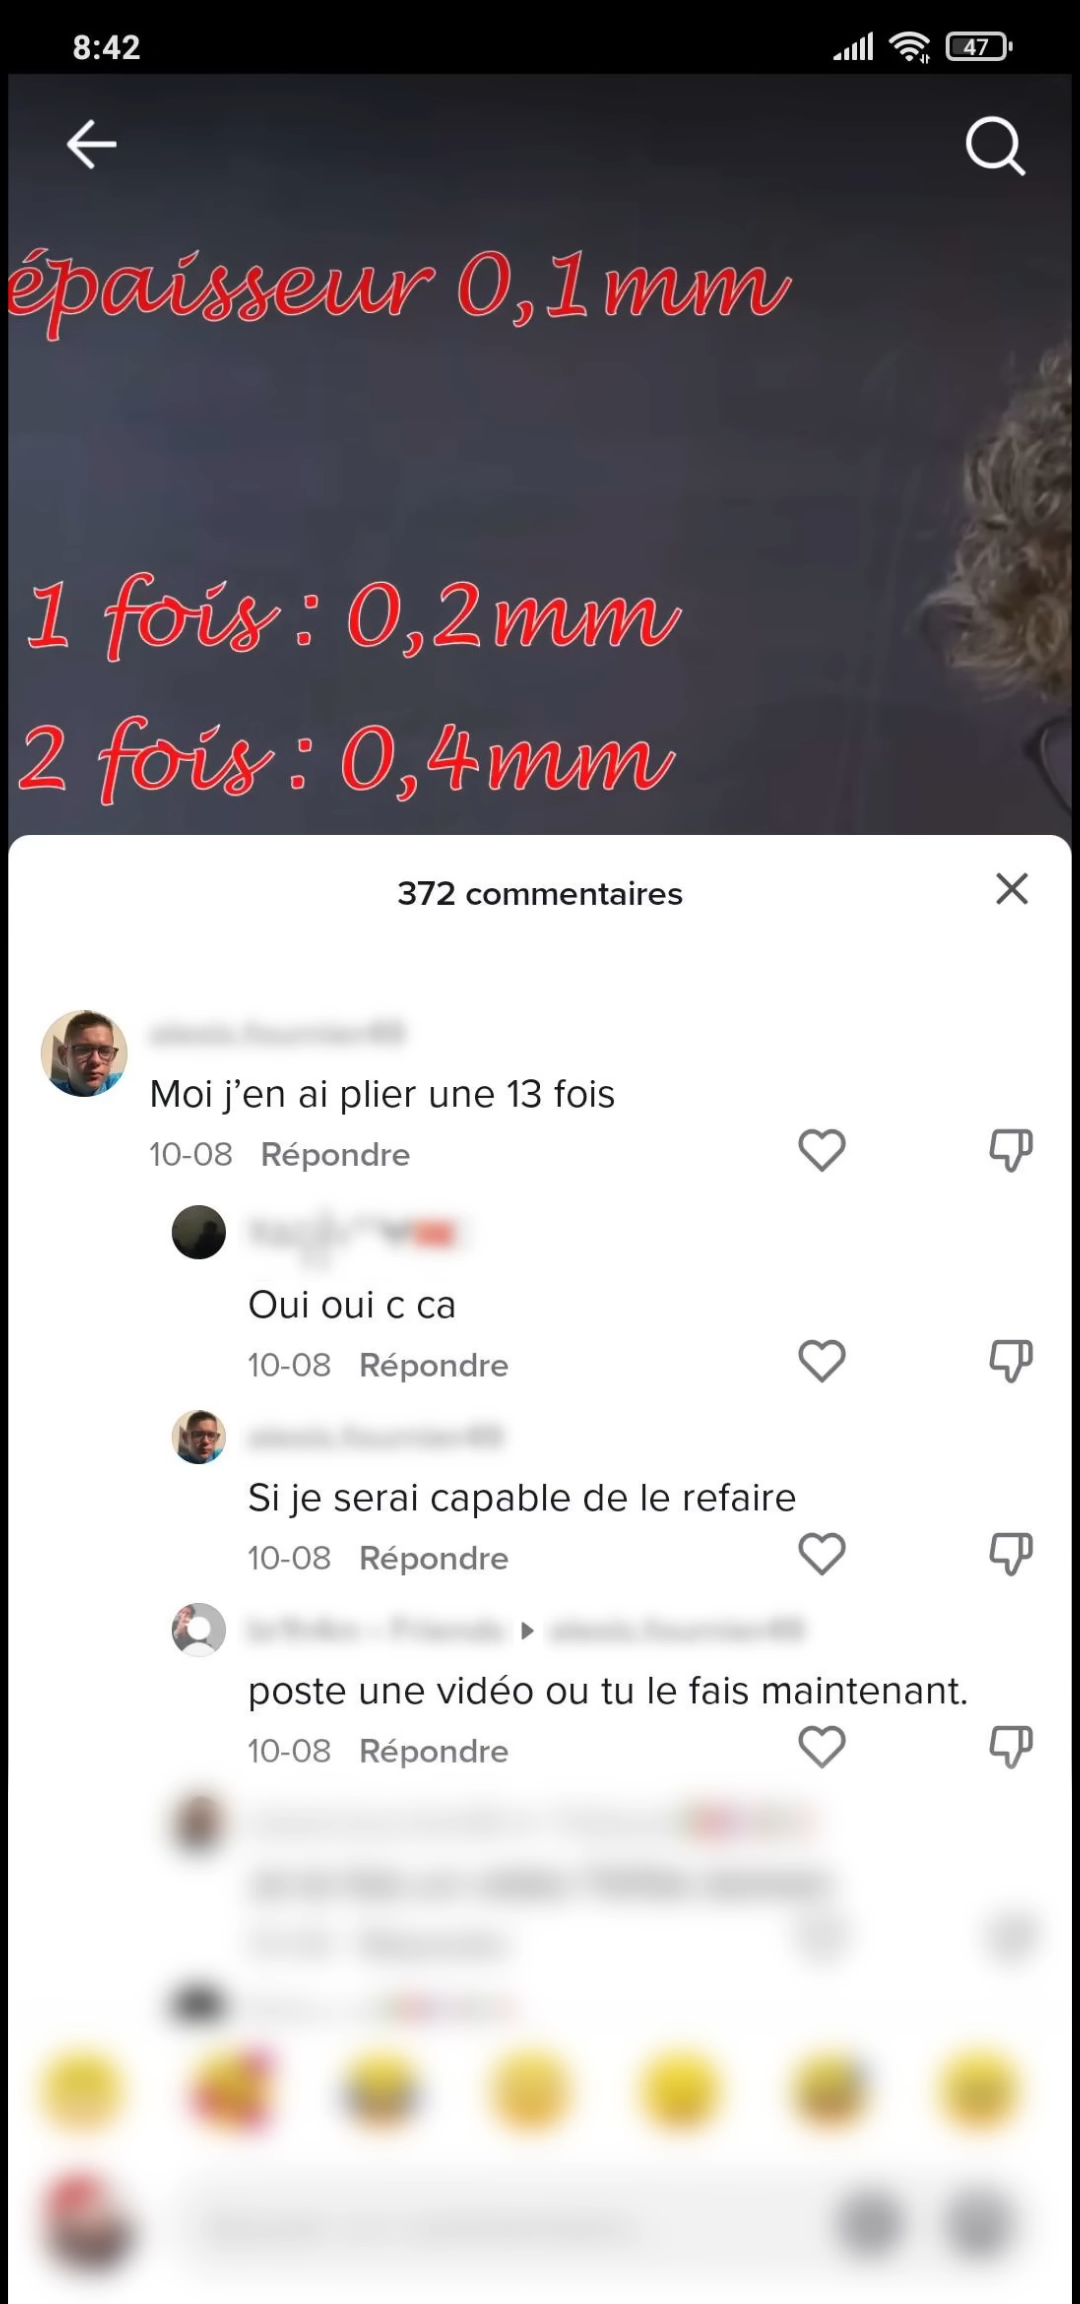 8:42
47
épaisseur 0,1mm
1 fois : 0,2mm
2 fois : 0,4mm
372 commentaires
Moi j’en ai plier une 13 fois
10-08 Répondre
Oui oui c ca
10-08 Répondre
Si je serai capable de le refaire
10-08 Répondre
poste une vidéo ou tu le fais maintenant.
10-08 Répondre